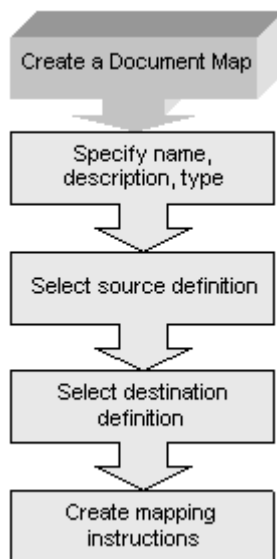 Create a Document Map
Specify name,
description, type
Select source definition
Select destination
definition
Create mapping
instructions